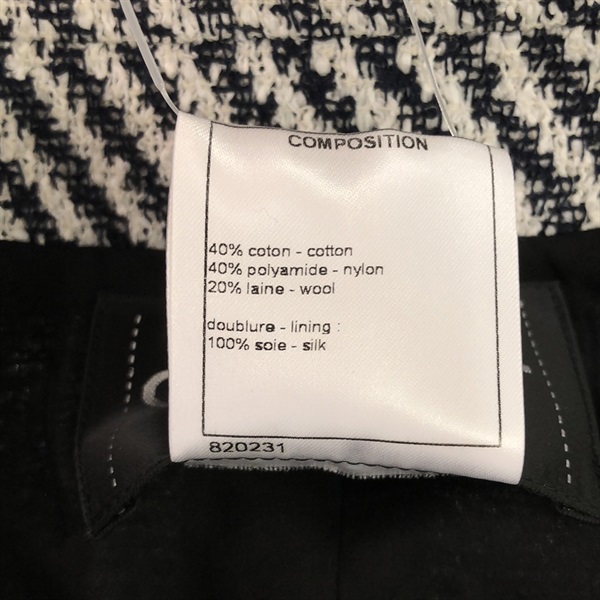 COMPOSITION
40% coton - cotton
40% polyamide - nylon
20% laine - wool
doublure - lining :
100% soie - silk
820231